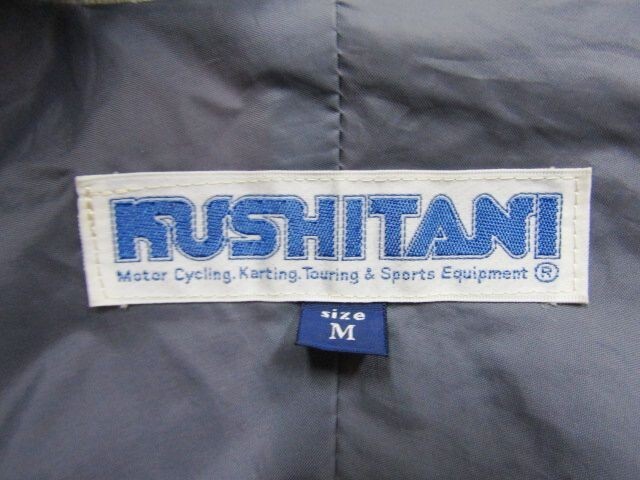 KUSHITANI
Motor Cycling. Karting. Touring & Sports Equipment ®
size
M